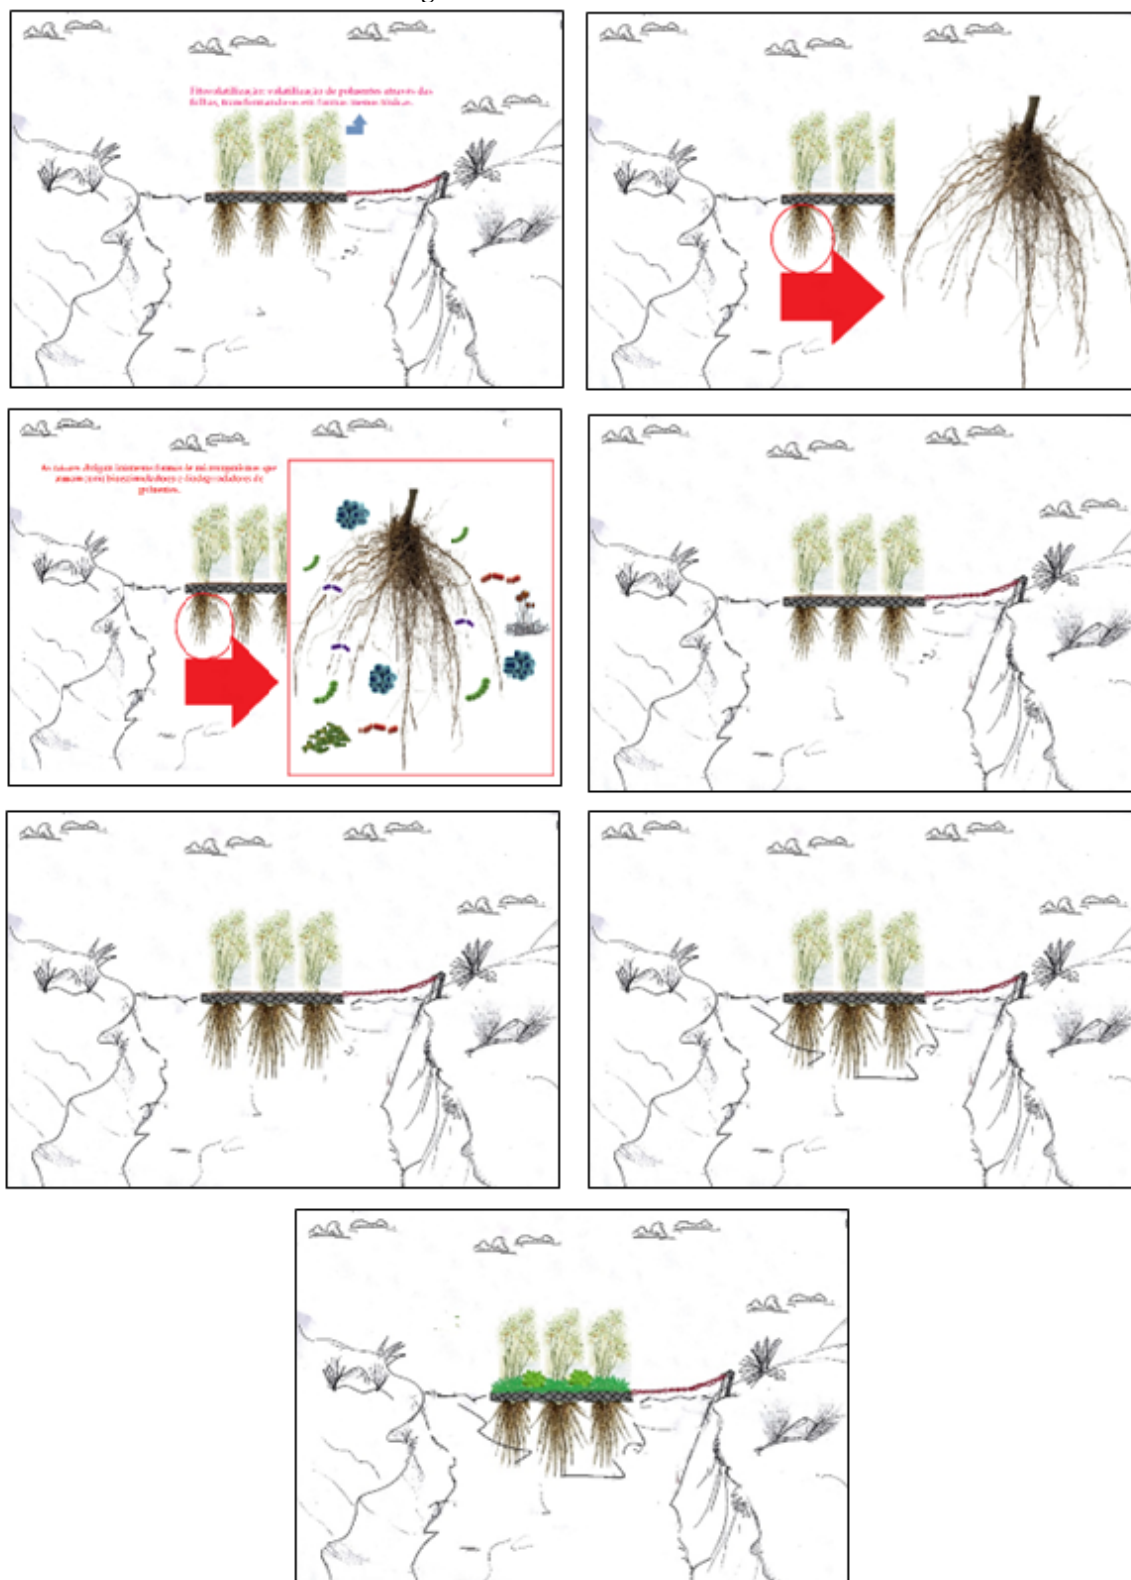 Fitovolatilização: volatilização de poluentes através das
folhas, transformando-os em formas menos tóxicas.
As raízes abrigam inúmeras formas de microrganismos que
atuam como bioestimuladores e biodegradadores de
poluentes.